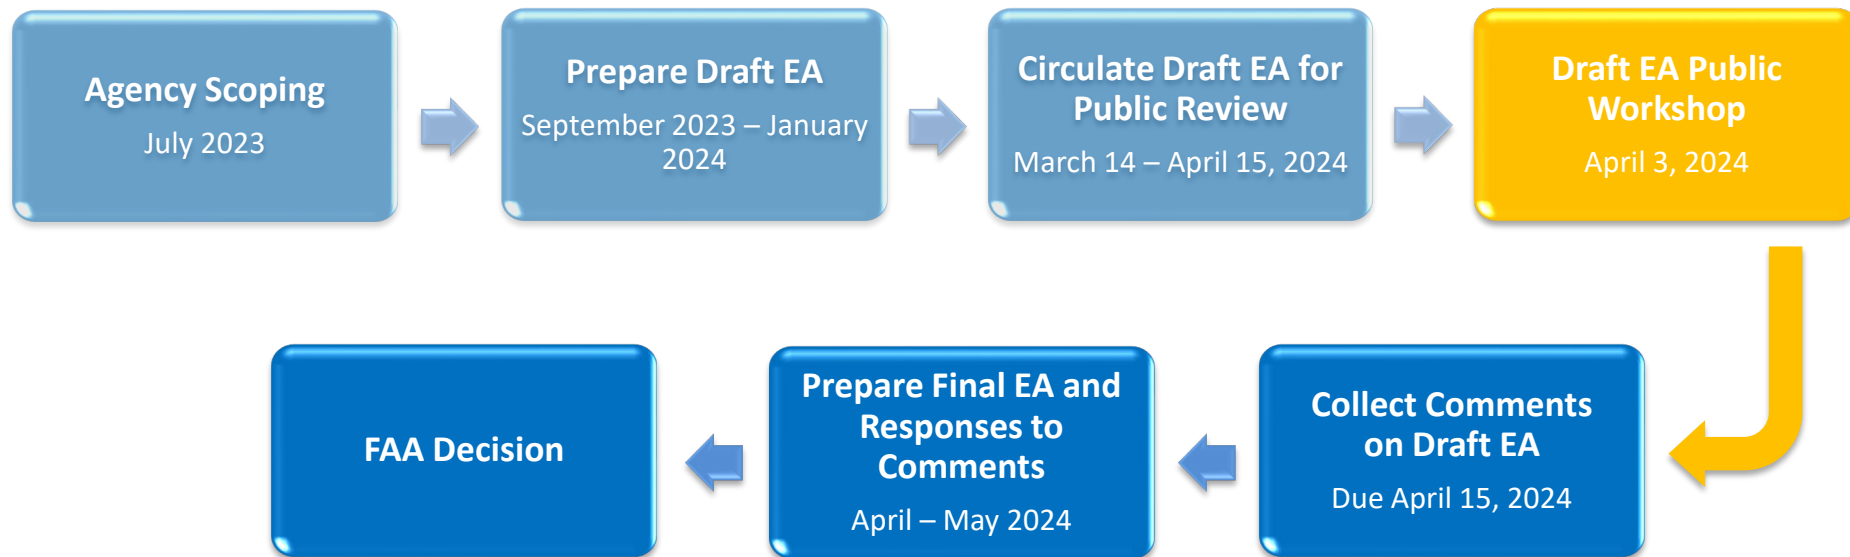 Agency Scoping
July 2023
Prepare Draft EA
September 2023 – January
2024
Circulate Draft EA for
Public Review
March 14 – April 15, 2024
Draft EA Public
Workshop
April 3, 2024
Collect Comments
on Draft EA
Due April 15, 2024
Prepare Final EA and
Responses to
Comments
April – May 2024
FAA Decision